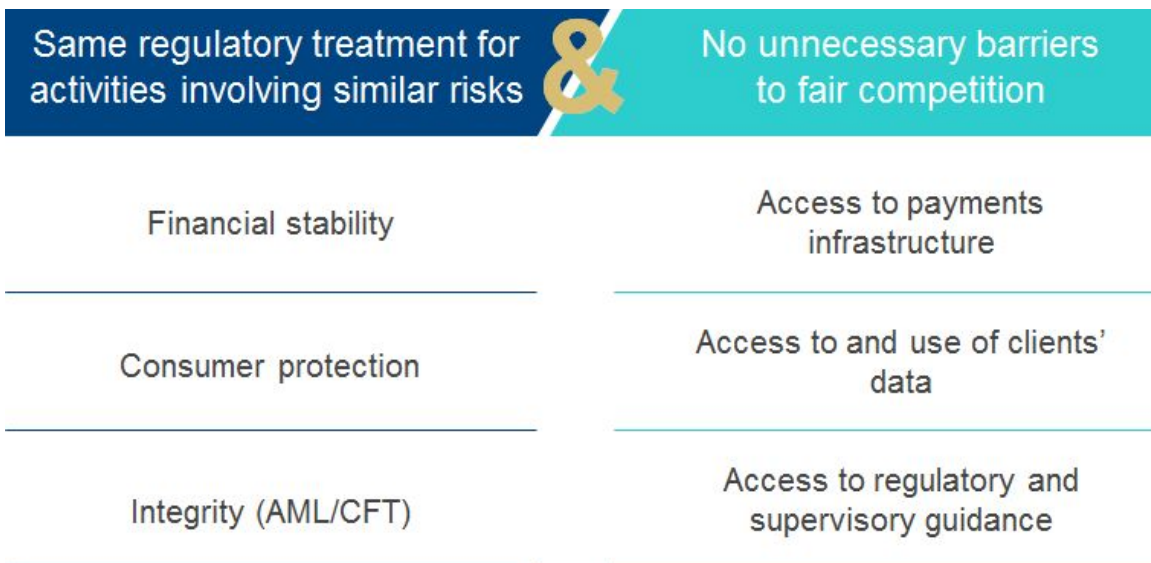 Same regulatory treatment for
activities involving similar risks
&
No unnecessary barriers
to fair competition
Financial stability
Access to payments
infrastructure
Consumer protection
Access to and use of clients’
data
Integrity (AML/CFT)
Access to regulatory and
supervisory guidance